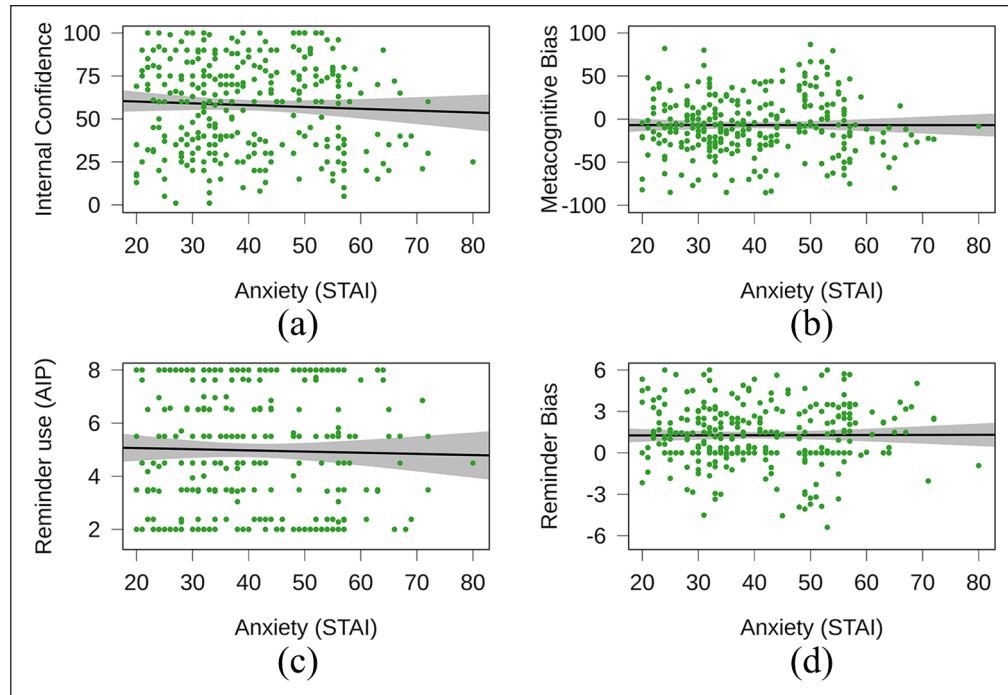 Internal Confidence
100
75
50
25
0
20 30 40 50 60 70 80
Anxiety (STAI)
(a)
Metacognitive Bias
100
50
0
-50
-100
20 30 40 50 60 70 80
Anxiety (STAI)
(b)
Reminder use (AIP)
8
6
4
2
20 30 40 50 60 70 80
Anxiety (STAI)
(c)
Reminder Bias
6
3
0
-3
-6
20 30 40 50 60 70 80
Anxiety (STAI)
(d)